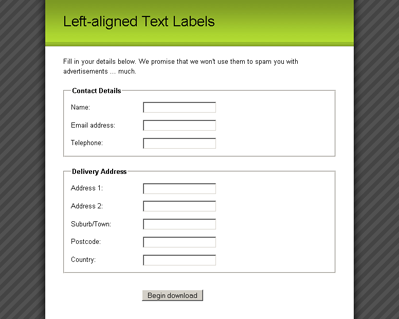 Left-aligned Text Labels
Fill in your details below. We promise that we won't use them to spam you with
advertisements ... much.
Contact Details
Name:
Email address:
Telephone:
Delivery Address
Address 1:
Address 2:
Suburb/Town:
Postcode:
Country:
Begin download